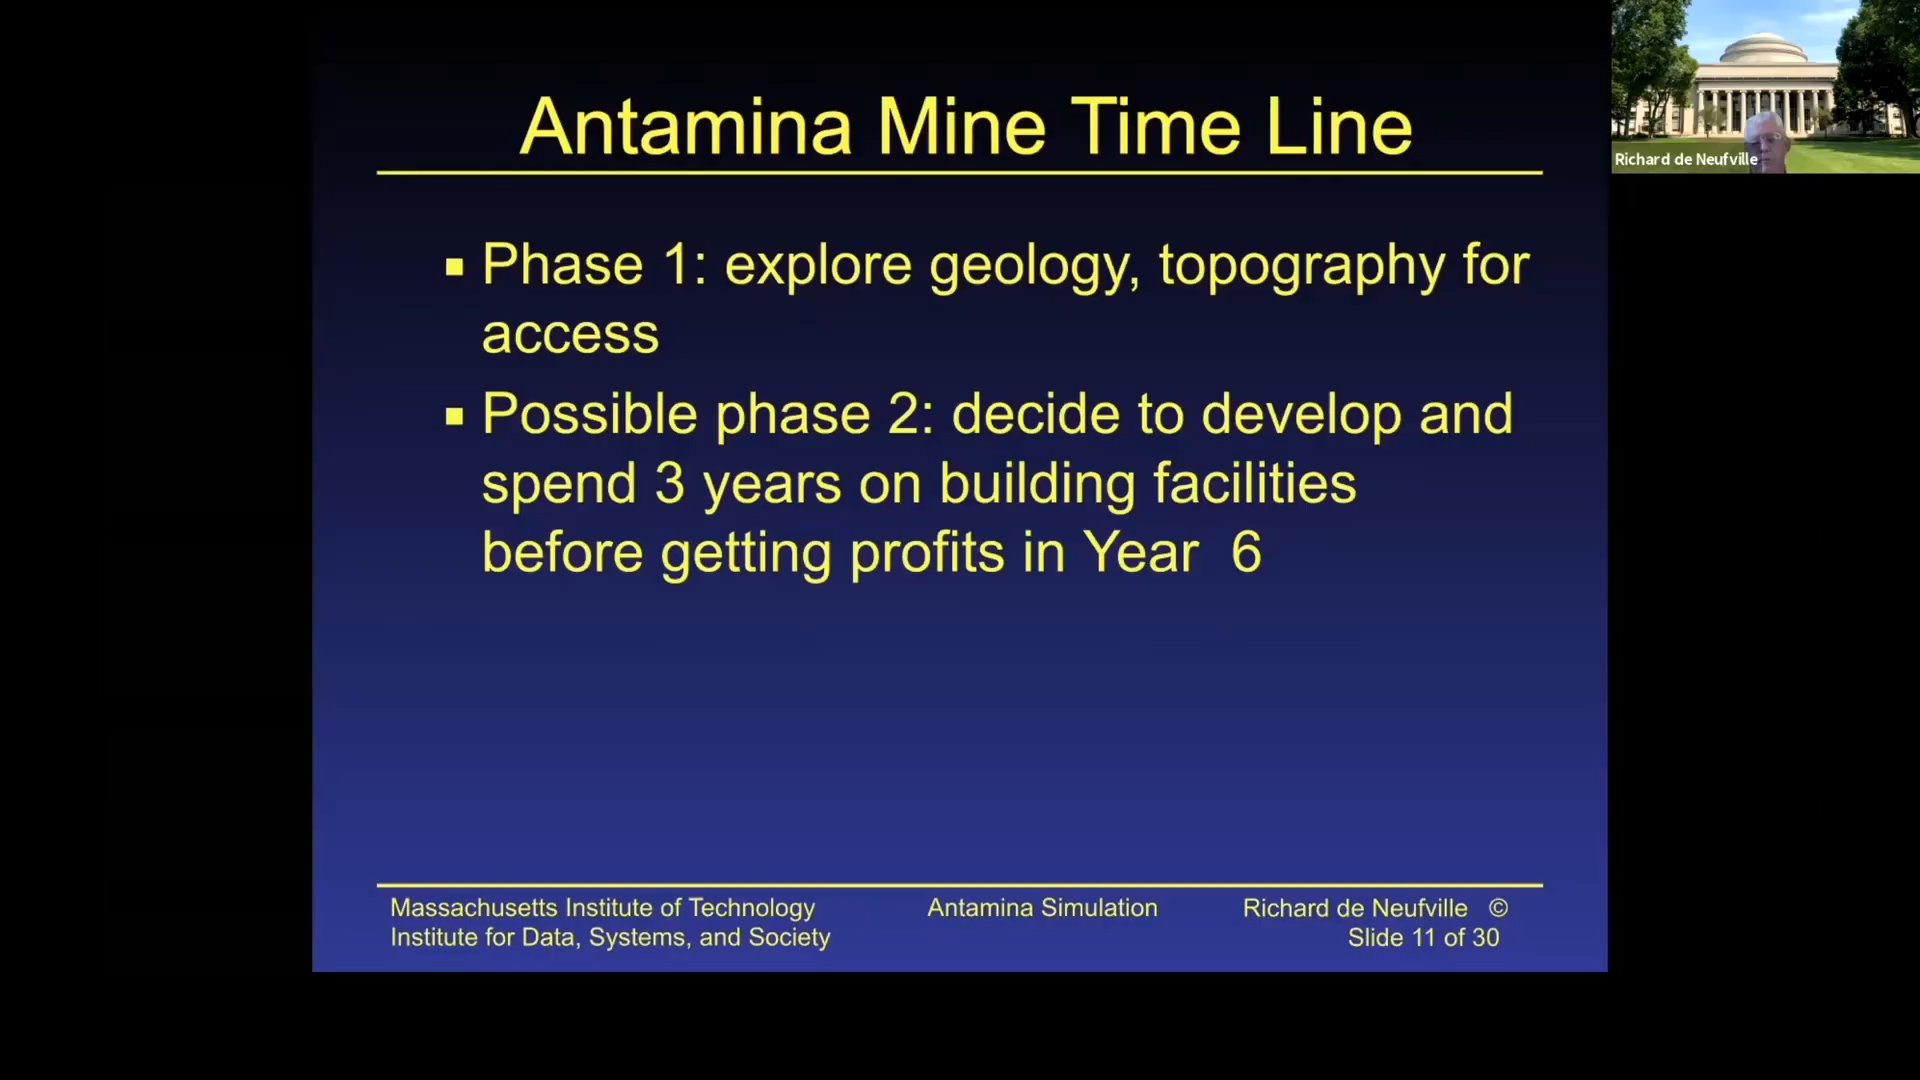 Antamina Mine Time Line
Richard de Neufville
▪ Phase 1: explore geology, topography for
access
▪ Possible phase 2: decide to develop and
spend 3 years on building facilities
before getting profits in Year 6
Massachusetts Institute of Technology
Institute for Data, Systems, and Society
Antamina Simulation
Richard de Neufville ©
Slide 11 of 30